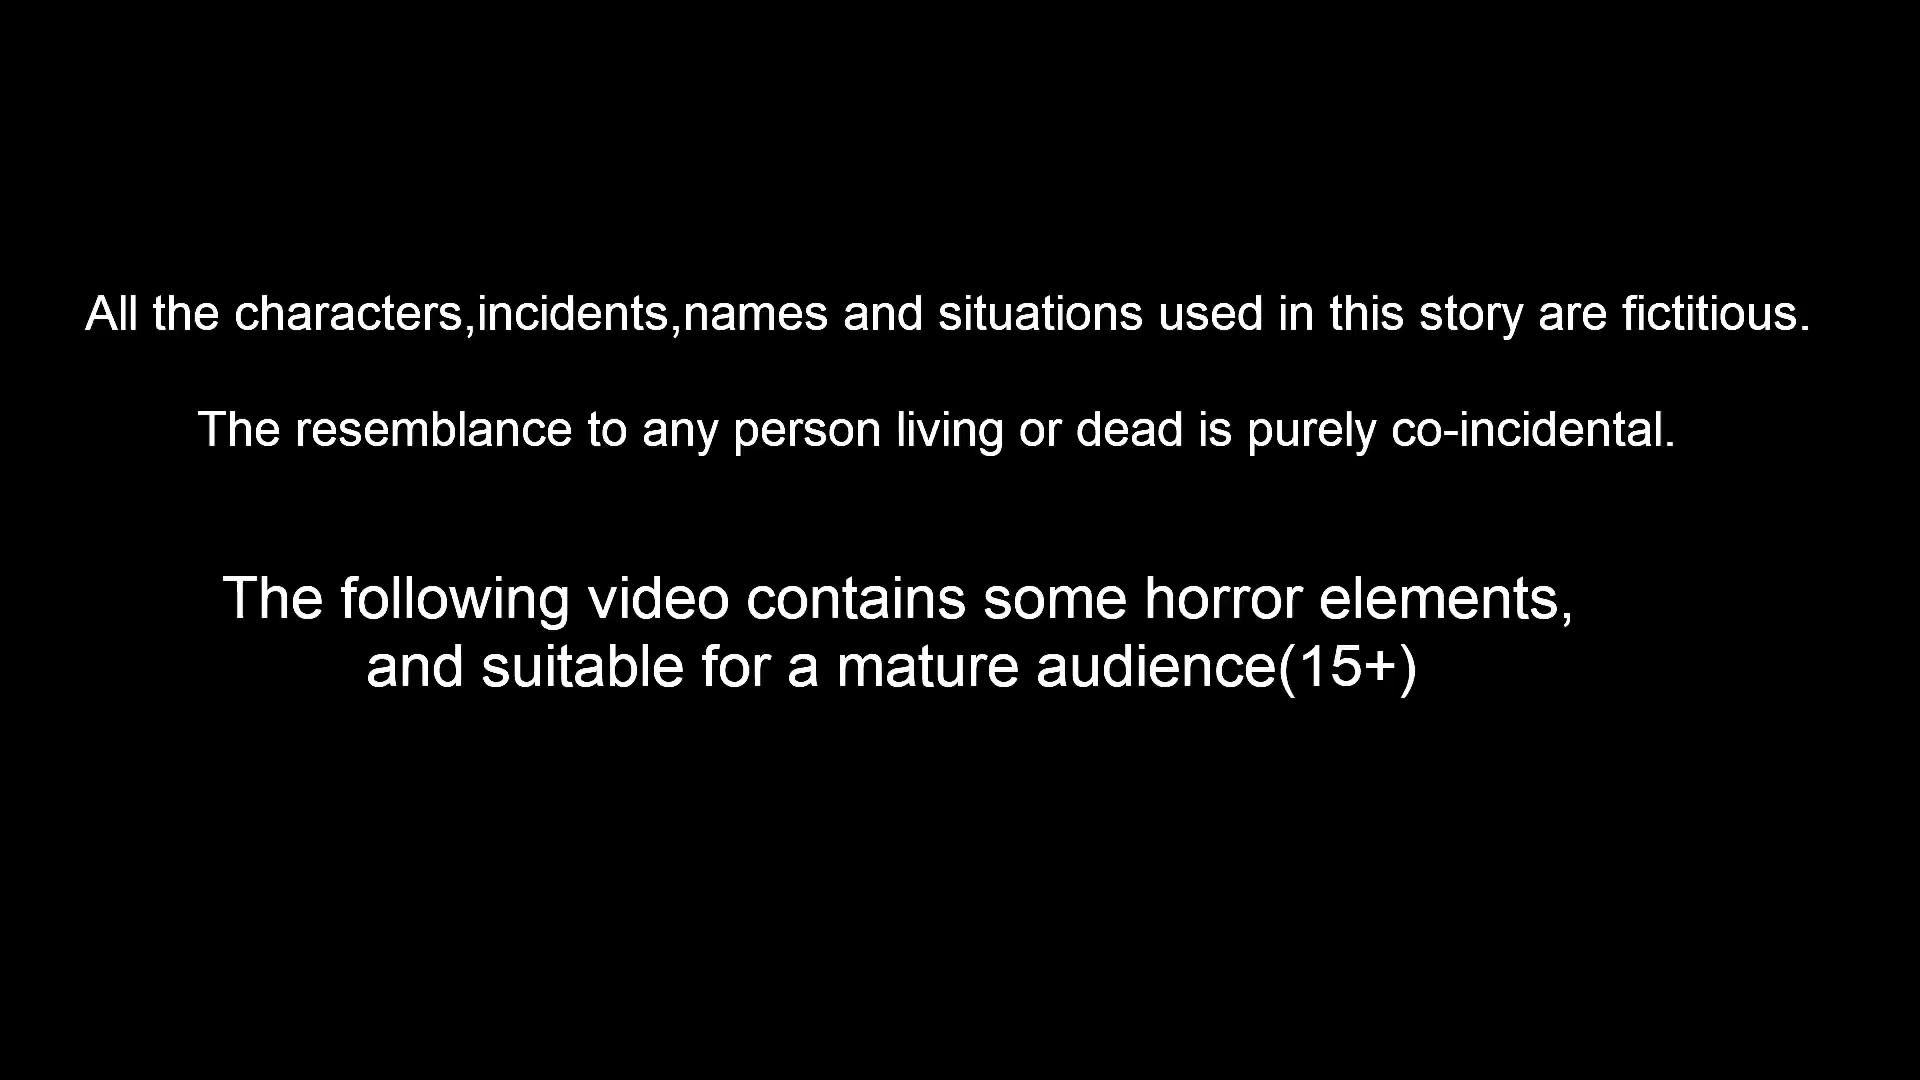 All the characters,incidents,names and situations used in this story are fictitious.
The resemblance to any person living or dead is purely co-incidental.
The following video contains some horror elements,
and suitable for a mature audience(15+)